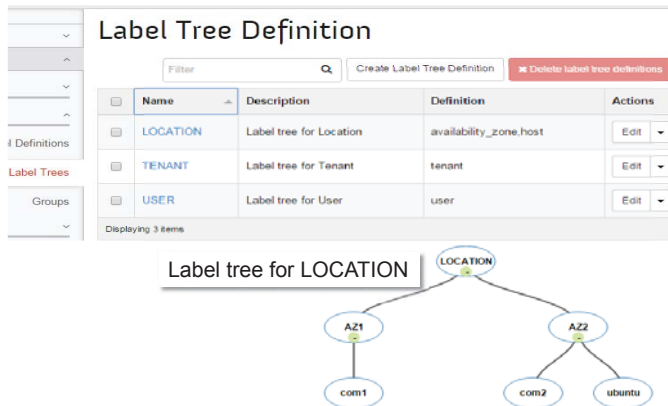 Label Tree Definition
Filter
Create Label Tree Definition
✖ Delete label tree definitions
Name Description Definition Actions
LOCATION Label tree for Location availability_zone,host Edit
l Definitions
Label Trees
TENANT Label tree for Tenant tenant Edit
Groups
USER Label tree for User user Edit
Displaying 3 items
Label tree for LOCATION
LOCATION
AZ1 AZ2
com1 com2 ubuntu